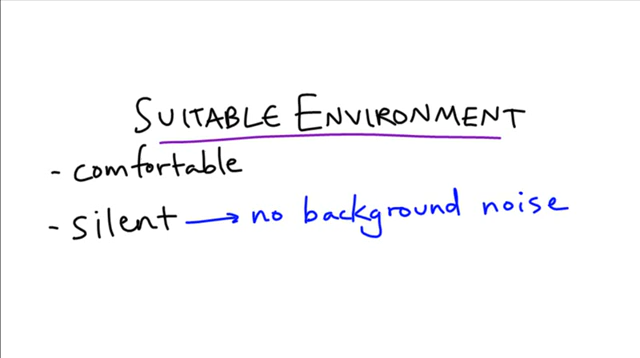 SUITABLE ENVIRONMENT
- comfortable
- silent → no background noise